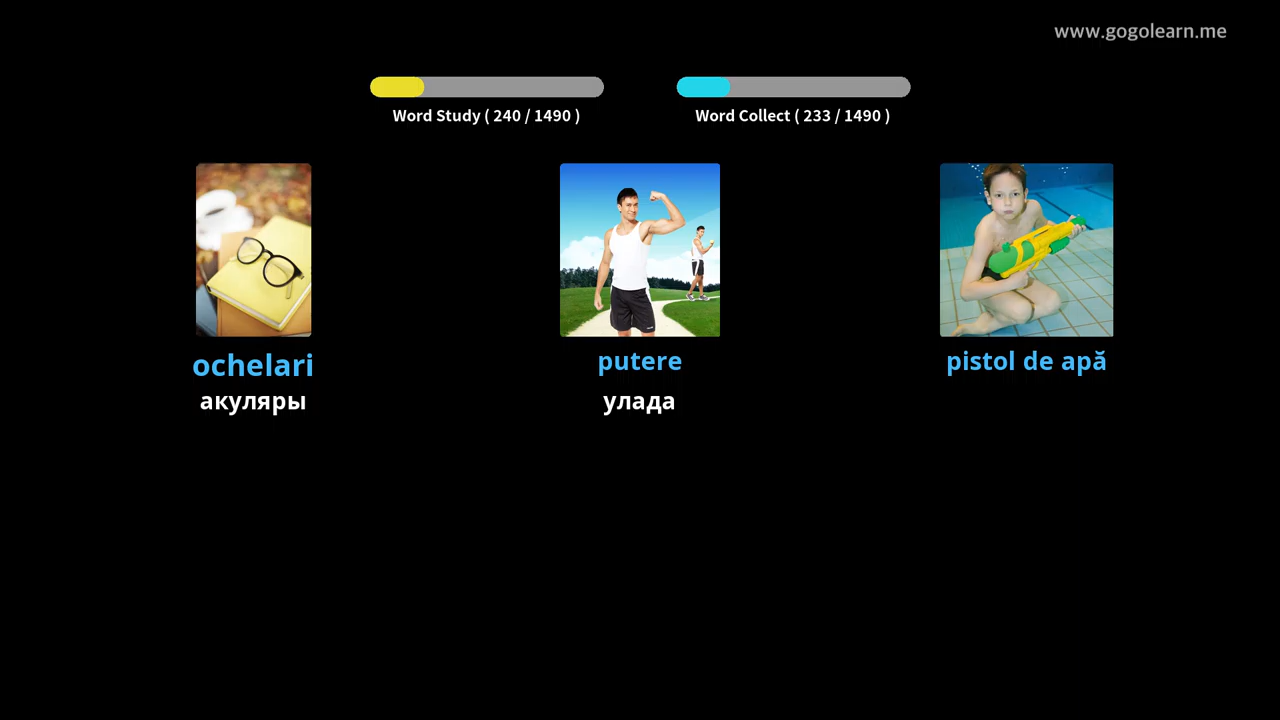 www.gogolearn.me
Word Study ( 240 / 1490 )
Word Collect ( 233 / 1490 )
ochelari
putere
pistol de apă
акуляры
улада